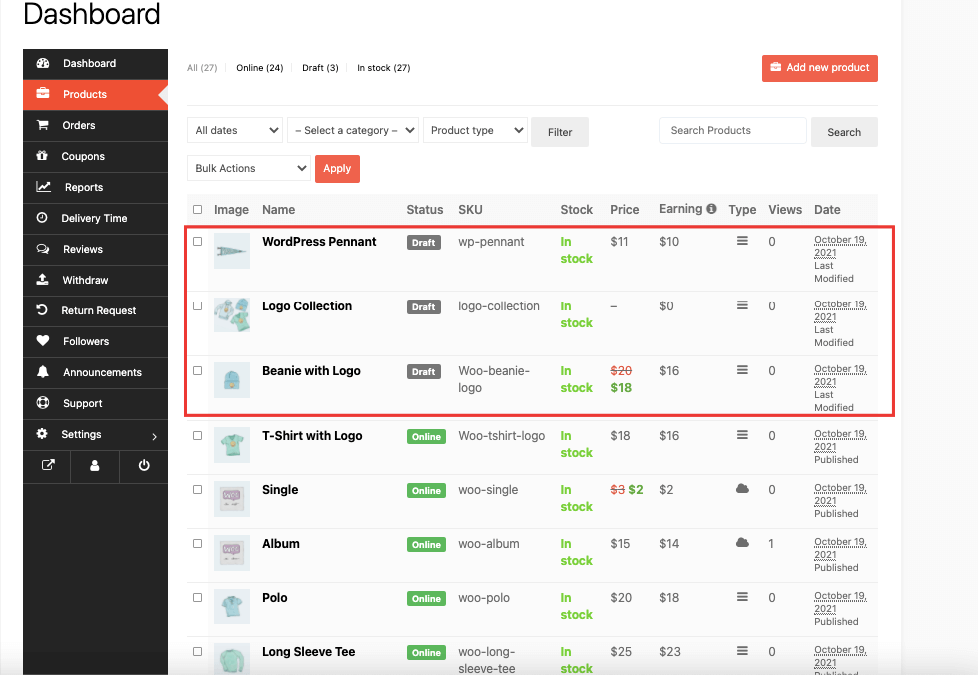 Dashboard
Dashboard
Products
Orders
Coupons
Reports
Delivery Time
Reviews
Withdraw
Return Request
Followers
Announcements
Support
Settings
All (27) Online (24) Draft (3) In stock (27)
Add new product
All dates – Select a category – Product type Filter Search Products Search
Bulk Actions Apply
Image Name Status SKU Stock Price Earning Type Views Date
WordPress Pennant Draft wp-pennant In stock $11 $10 0 October 19, 2021 Last Modified
Logo Collection Draft logo-collection In stock – $0 0 October 19, 2021 Last Modified
Beanie with Logo Draft Woo-beanie-logo In stock $20 $18 $16 0 October 19, 2021 Last Modified
T-Shirt with Logo Online Woo-tshirt-logo In stock $18 $16 0 October 19, 2021 Published
Single Online woo-single In stock $3 $2 $2 0 October 19, 2021 Published
Album Online woo-album In stock $15 $14 1 October 19, 2021 Published
Polo Online woo-polo In stock $20 $18 0 October 19, 2021 Published
Long Sleeve Tee Online woo-long-sleeve-tee In stock $25 $23 0 October 19, 2021 Published